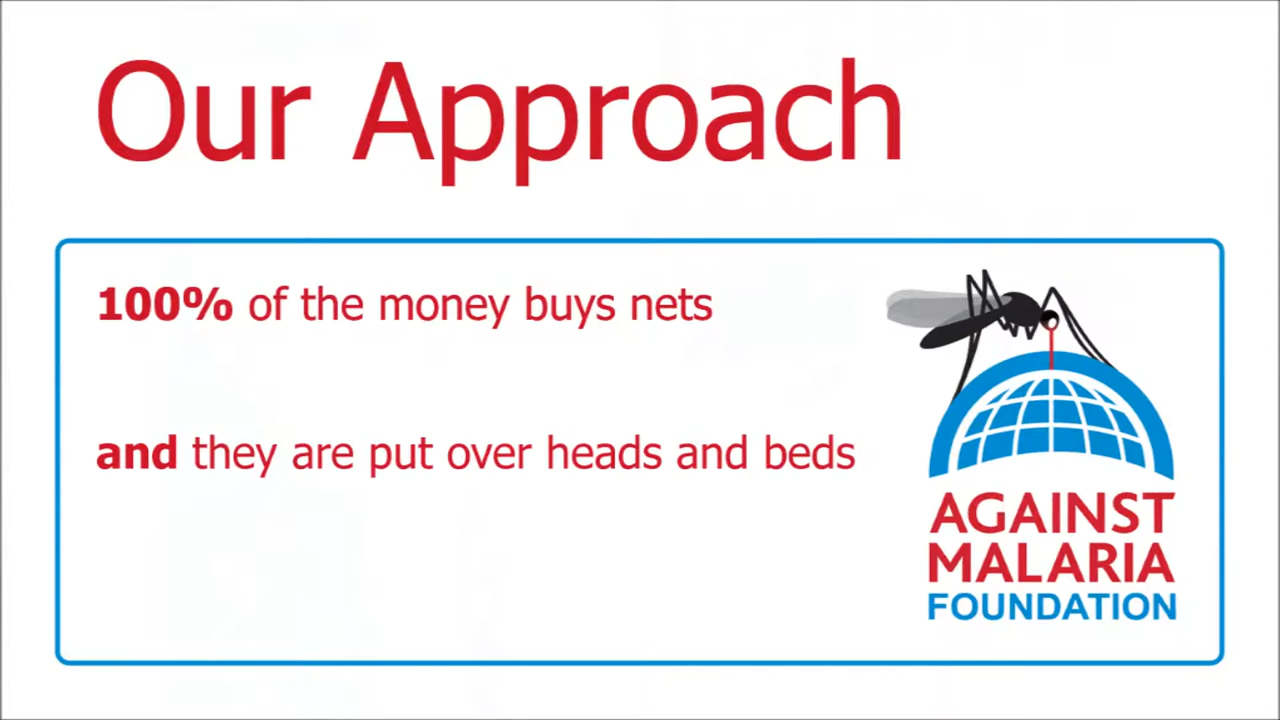 Our Approach
100% of the money buys nets
and they are put over heads and beds
AGAINST
MALARIA
FOUNDATION